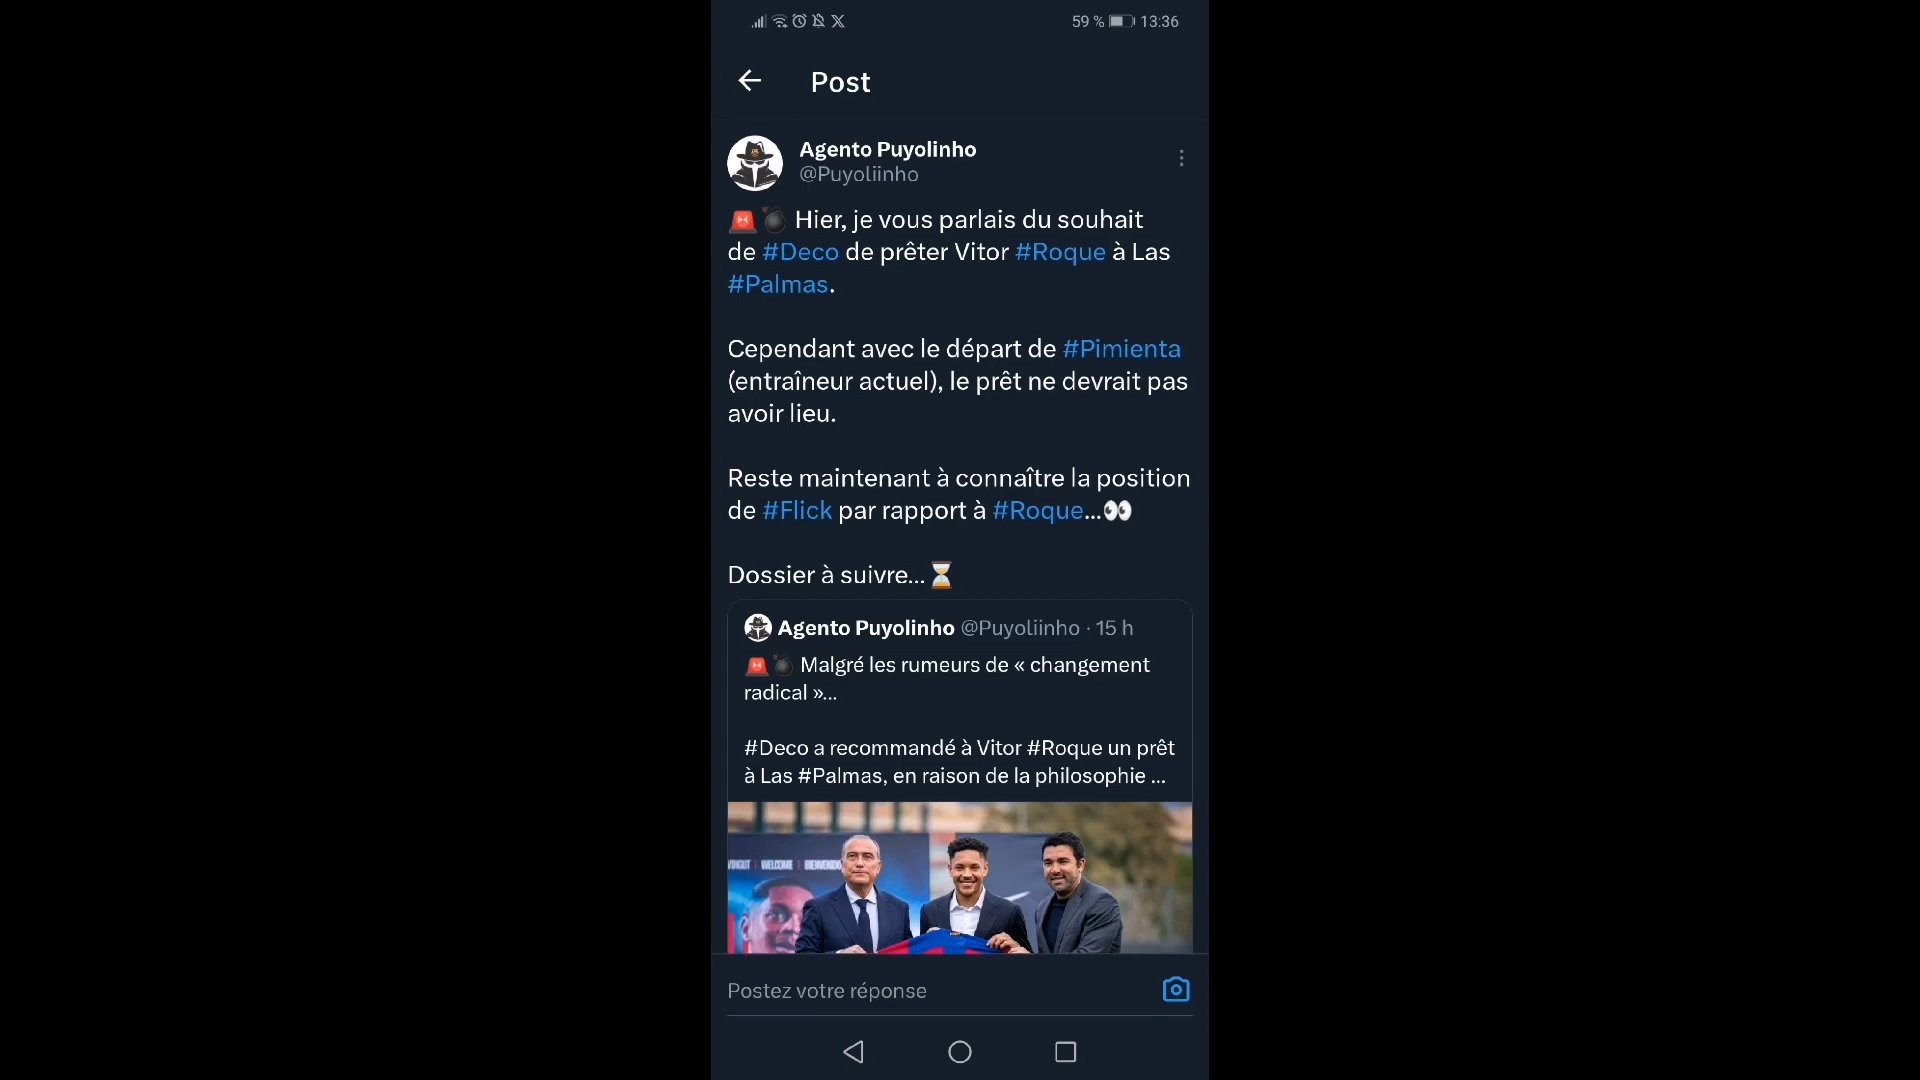 59 % 13:36
Post
Agento Puyolinho
@Puyoliinho
🚨💣 Hier, je vous parlais du souhait
de #Deco de prêter Vitor #Roque à Las
#Palmas.
Cependant avec le départ de #Pimienta
(entraîneur actuel), le prêt ne devrait pas
avoir lieu.
Reste maintenant à connaître la position
de #Flick par rapport à #Roque...👀
Dossier à suivre...⏳
Agento Puyolinho @Puyoliinho · 15 h
🚨💣 Malgré les rumeurs de « changement
radical »...
#Deco a recommandé à Vitor #Roque un prêt
à Las #Palmas, en raison de la philosophie ...
WELCOME
Postez votre réponse